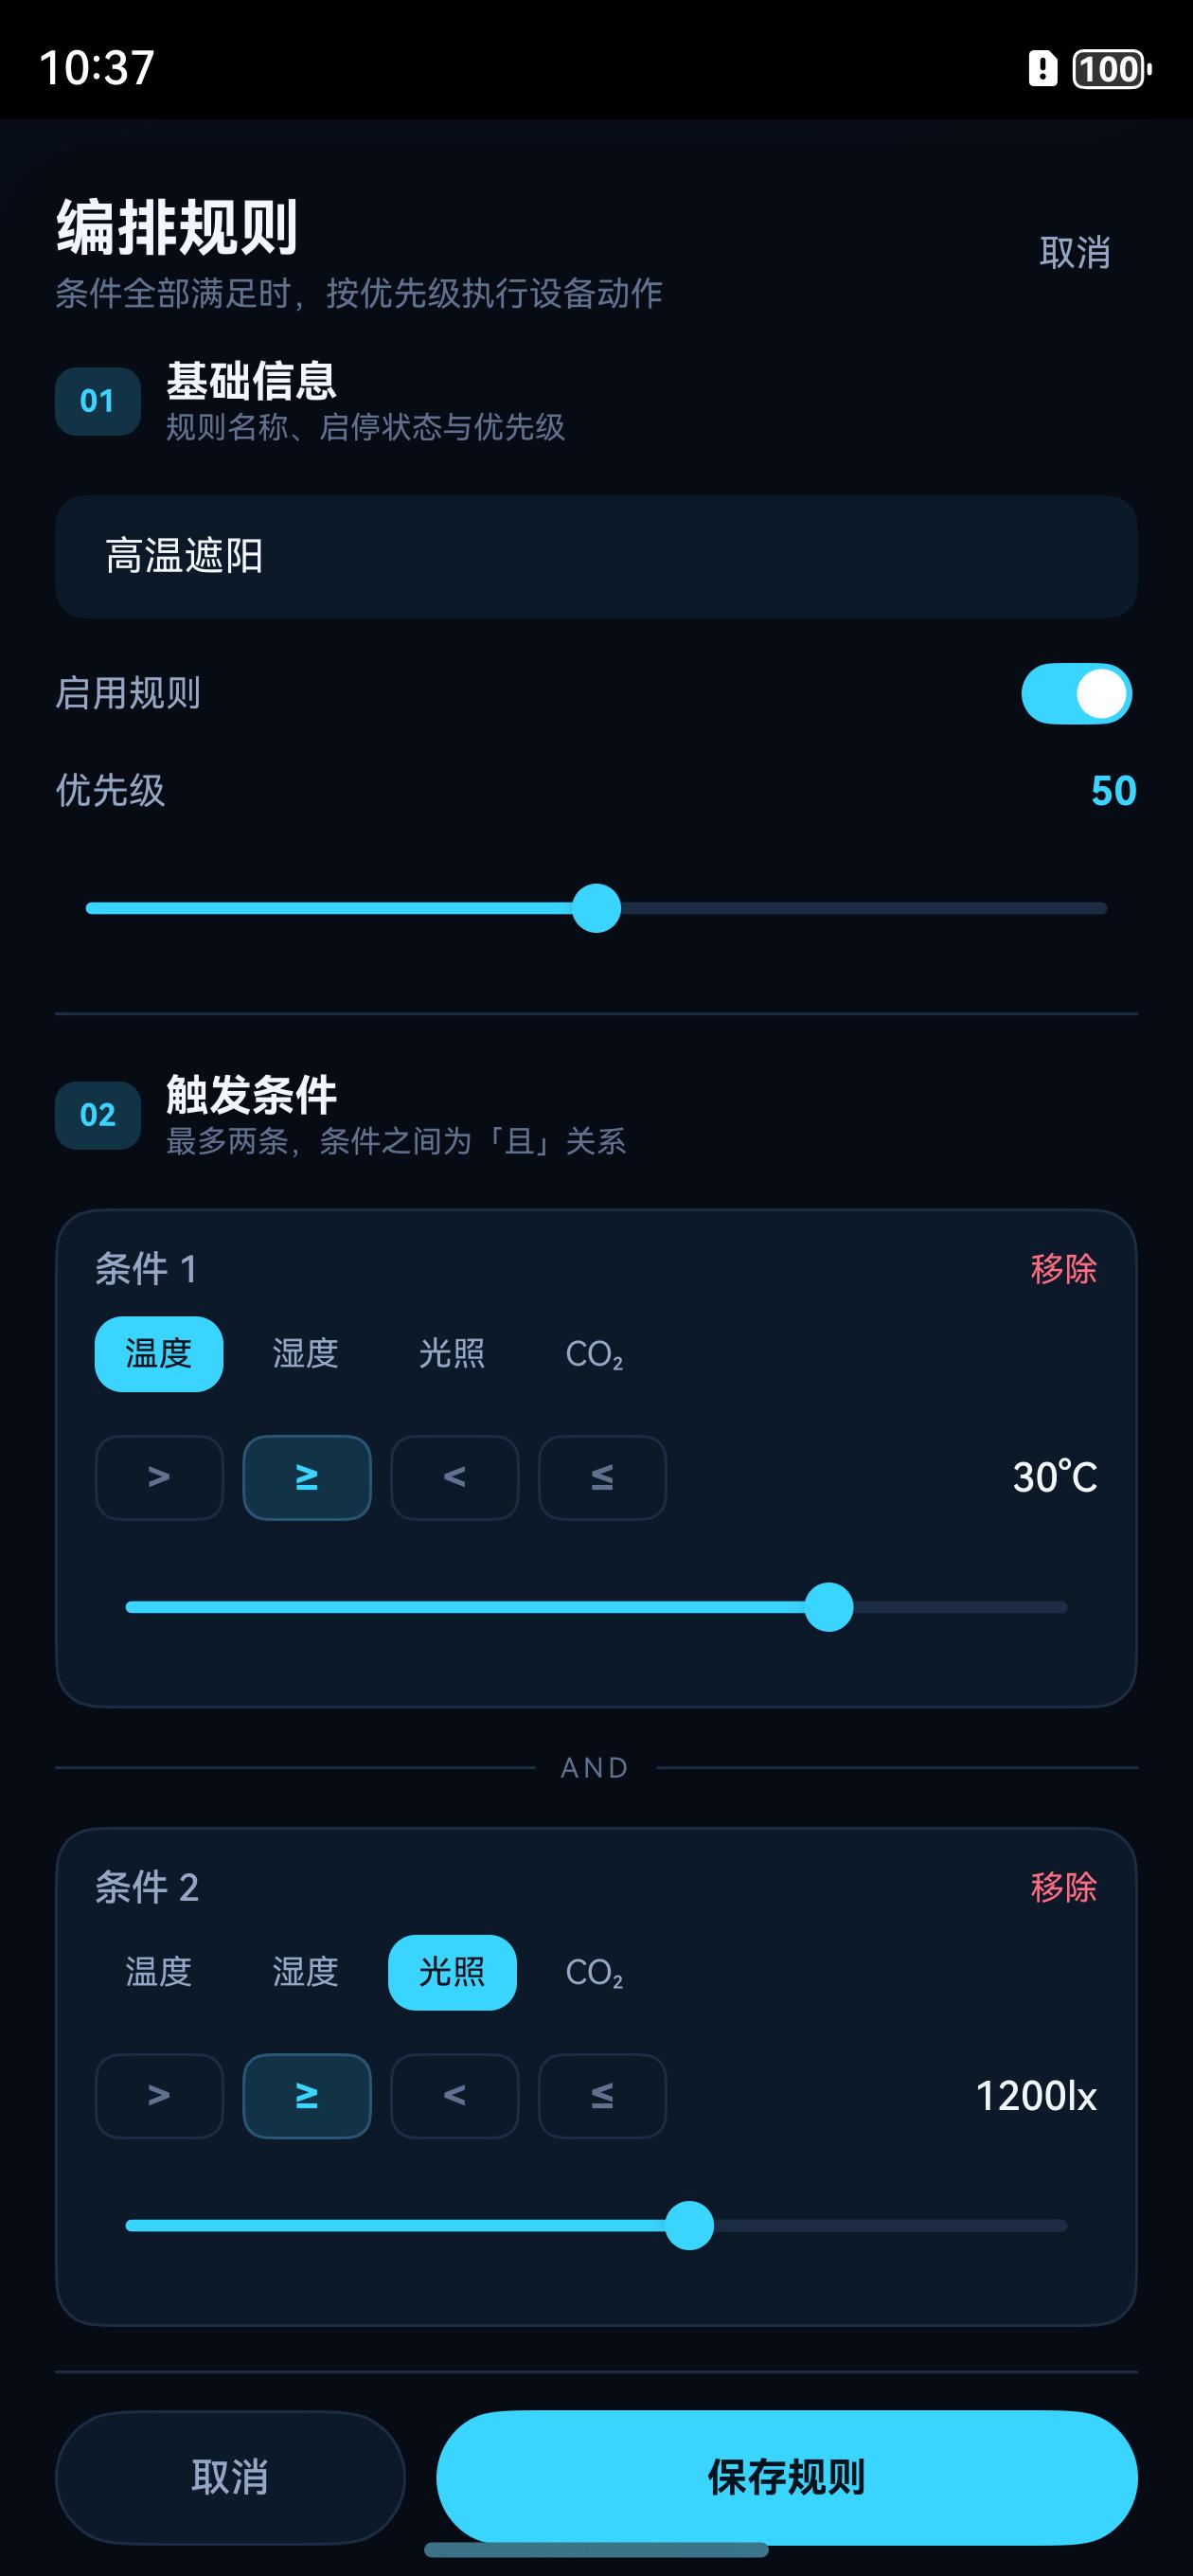 10:37
100
编排规则
取消
条件全部满足时，按优先级执行设备动作
01
基础信息
规则名称、启停状态与优先级
高温遮阳
启用规则
优先级
50
02
触发条件
最多两条，条件之间为「且」关系
条件 1
移除
温度 湿度 光照 CO₂
> ≥ < ≤ 30°C
AND
条件 2
移除
温度 湿度 光照 CO₂
> ≥ < ≤ 1200lx
取消
保存规则